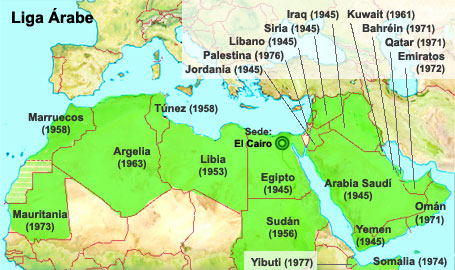 Liga Árabe
Iraq (1945)
Kuwait (1961)
Siria (1945)
Bahréin (1971)
Líbano (1945)
Qatar (1971)
Palestina (1976)
Emiratos
(1972)
Jordania (1945)
Túnez (1958)
Marruecos
(1958)
Sede:
El Cairo
Argelia
(1963)
Libia
(1953)
Egipto
(1945)
Arabia Saudí
(1945)
Omán
(1971)
Mauritania
(1973)
Sudán
(1956)
Yemen
(1945)
Yibuti (1977)
Somalia (1974)